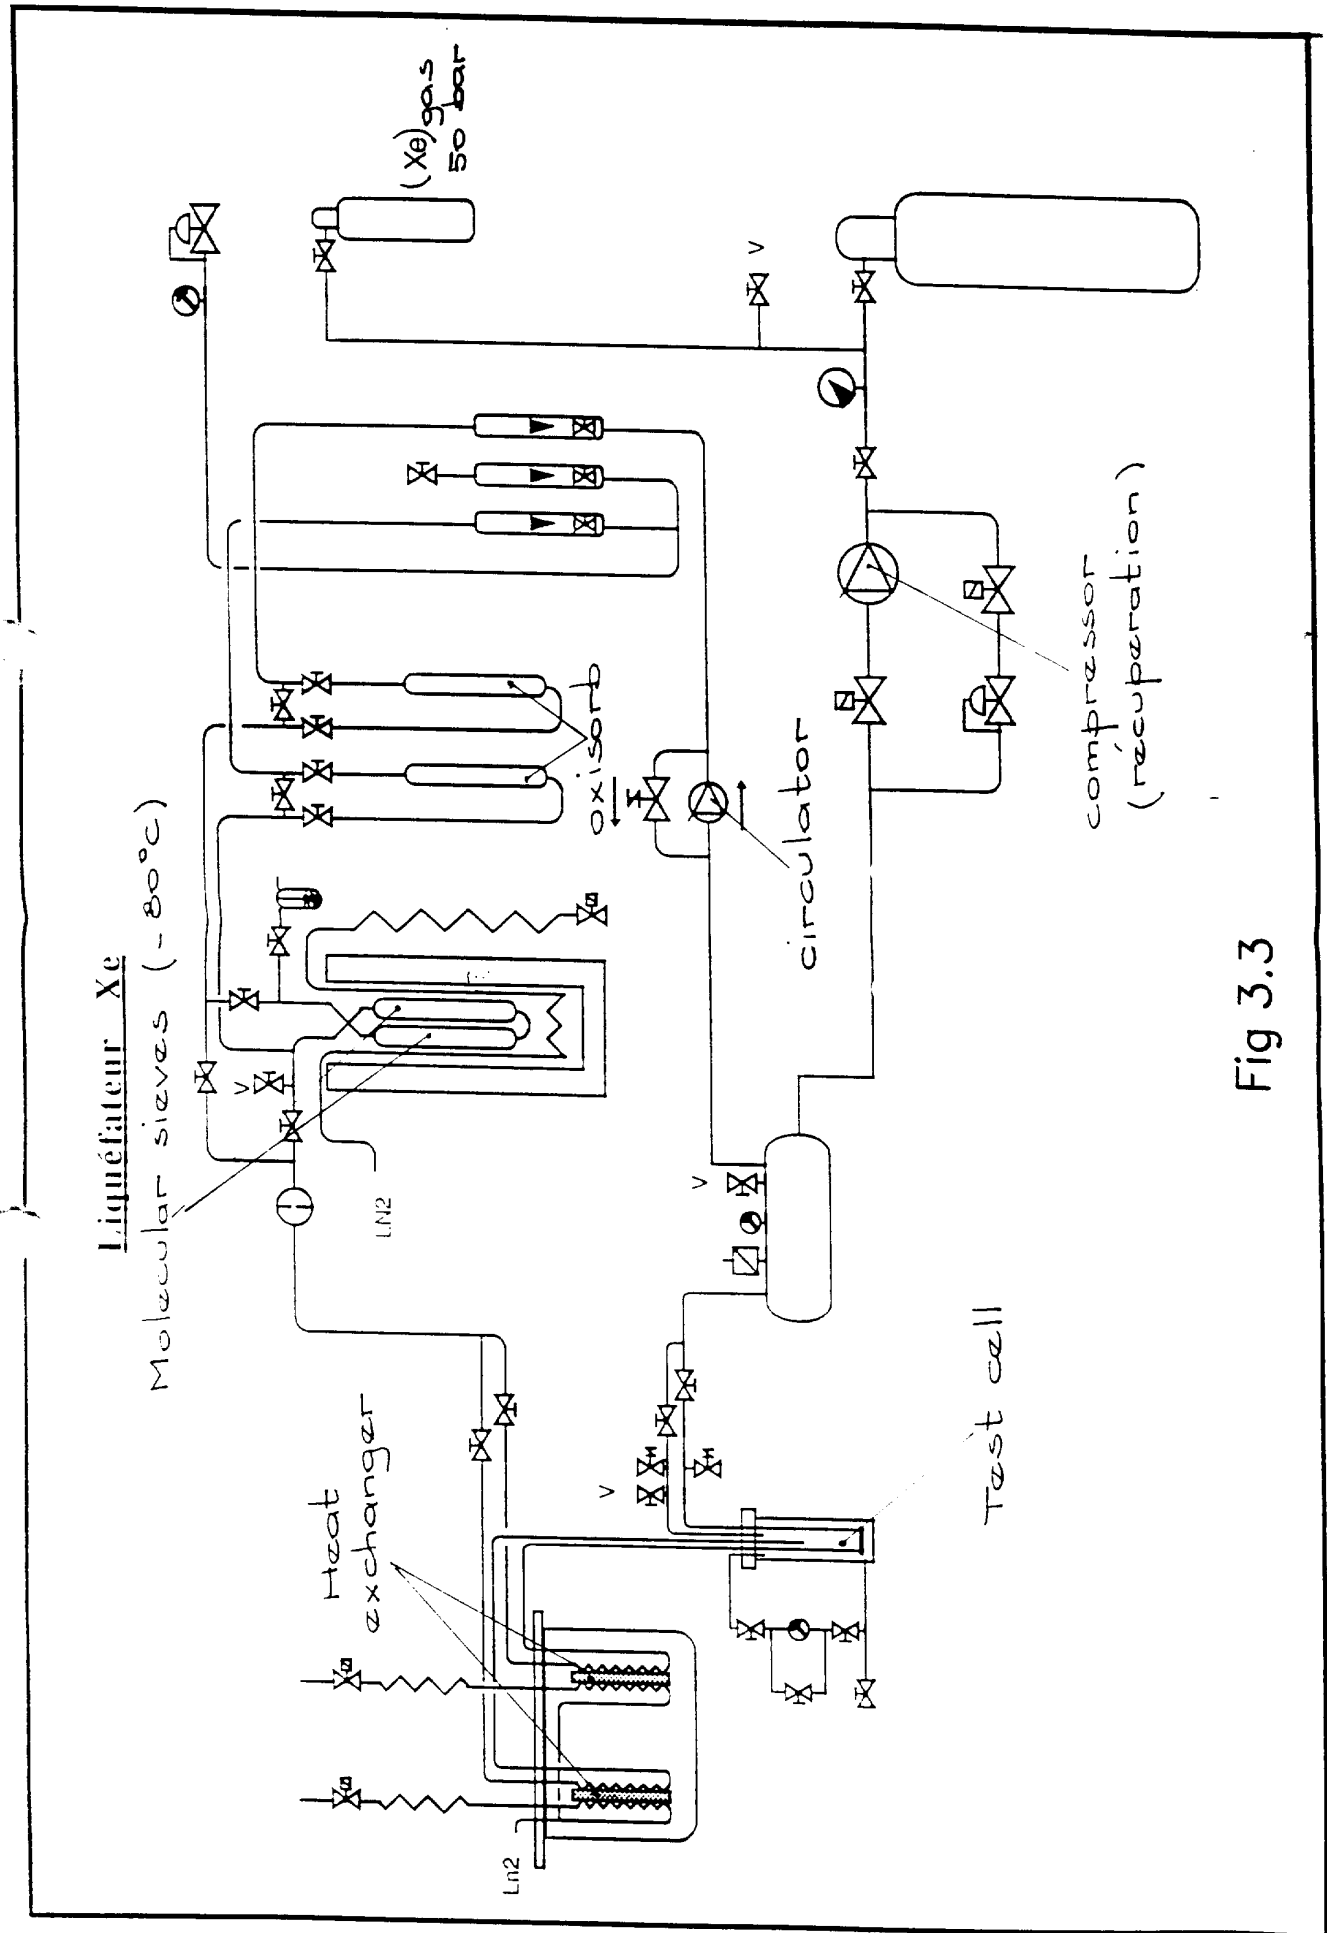 Liquéfateur Xe
Molecular sieves (-80°C)
(Xe) gas
50 bar
Heat
exchanger
LN2
V
oxisorb
V
V
V
circulator
compressor
(récuperation)
Ln2
Test cell
Fig 3.3